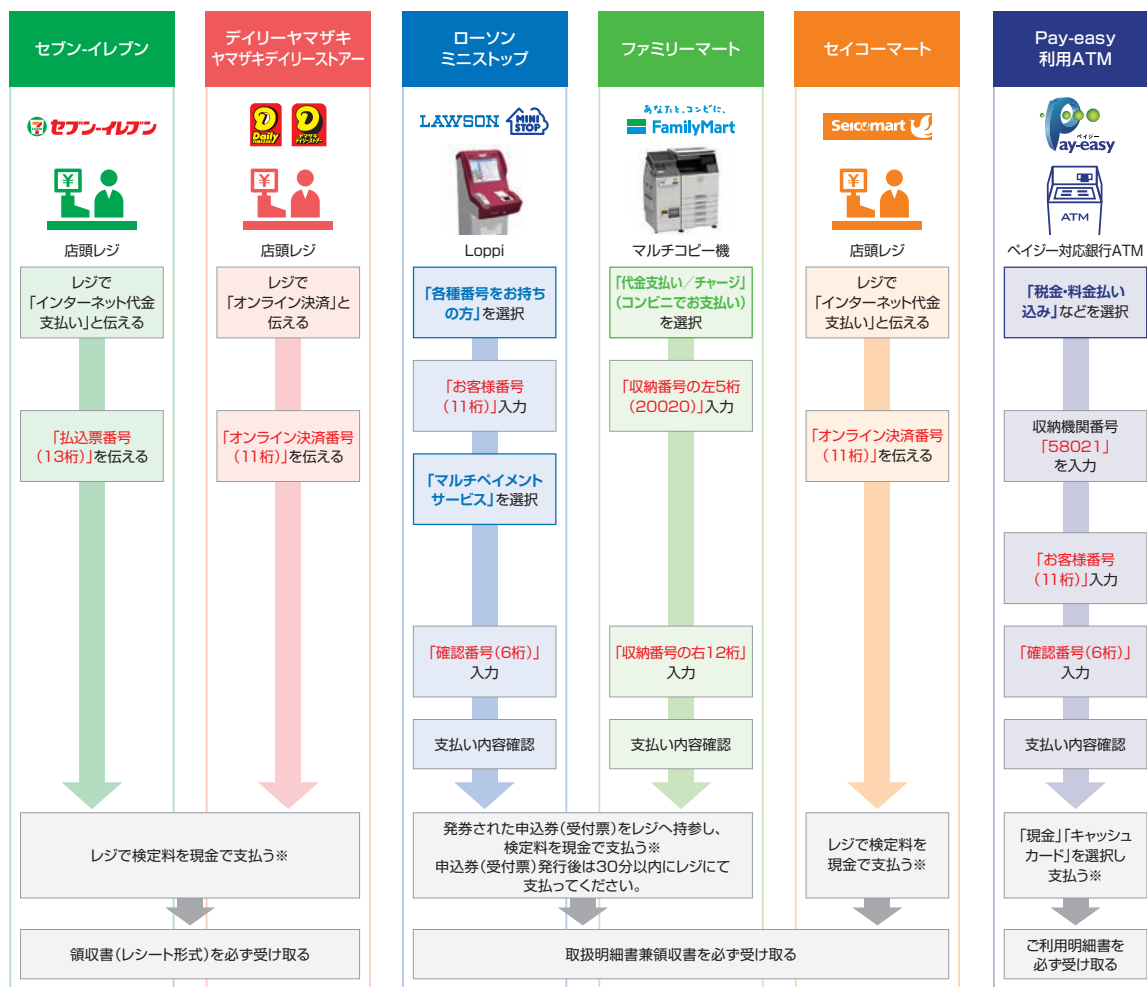 セブン-イレブン
デイリーヤマザキ
ヤマザキデイリーストアー
ローソン
ミニストップ
ファミリーマート
セイコーマート
Pay-easy
利用ATM
セブン-イレブン
Daily
ヤマザキ
デイリーストアー
LAWSON
MINI
STOP
あなたと、コンビに、
FamilyMart
Seicomart
ペイジー
Pay-easy
¥
¥
¥
ATM
店頭レジ
店頭レジ
Loppi
マルチコピー機
店頭レジ
ペイジー対応銀行ATM
レジで
「インターネット代金
支払い」と伝える
レジで
「オンライン決済」と
伝える
「各種番号をお持ち
の方」を選択
「代金支払い/チャージ」
(コンビニでお支払い)
を選択
レジで
「インターネット代金
支払い」と伝える
「税金・料金払い
込み」などを選択
「お客様番号
(11桁)」入力
「収納番号の左5桁
(20020)」入力
「払込票番号
(13桁)」を伝える
「オンライン決済番号
(11桁)」を伝える
「オンライン決済番号
(11桁)」を伝える
収納機関番号
「58021」
を入力
「マルチペイメント
サービス」を選択
「お客様番号
(11桁)」入力
「確認番号(6桁)」
入力
「収納番号の右12桁」
入力
「確認番号(6桁)」
入力
支払い内容確認
支払い内容確認
支払い内容確認
レジで検定料を現金で支払う※
発券された申込券(受付票)をレジへ持参し、
検定料を現金で支払う※
申込券(受付票)発行後は30分以内にレジにて
支払ってください。
レジで検定料を
現金で支払う※
「現金」「キャッシュ
カード」を選択し
支払う※
領収書(レシート形式)を必ず受け取る
取扱明細書兼領収書を必ず受け取る
ご利用明細書を
必ず受け取る